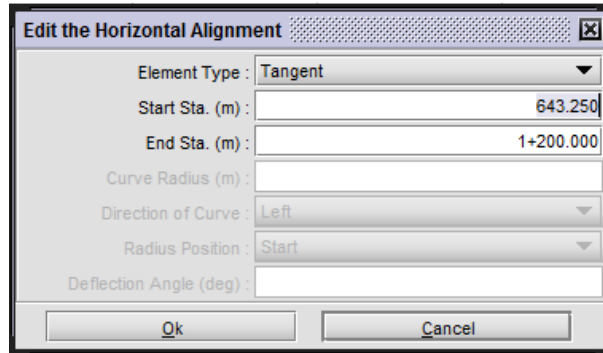 Edit the Horizontal Alignment
Element Type : Tangent
Start Sta. (m) : 643.250
End Sta. (m) : 1+200.000
Curve Radius (m) :
Direction of Curve : Left
Radius Position : Start
Deflection Angle (deg) :
Ok Cancel